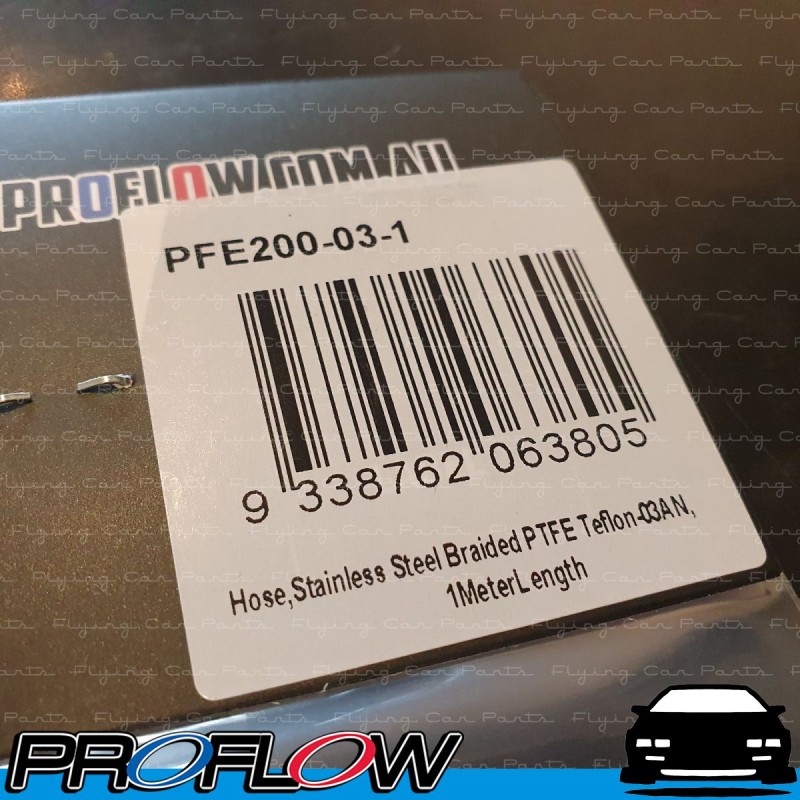 PROFLOW.COM.AU
PFE200-03-1
9 338762 063805
Hose,Stainless Steel Braided PTFE Teflon-03AN,
1MeterLength
PROFLOW
Flying Car Parts